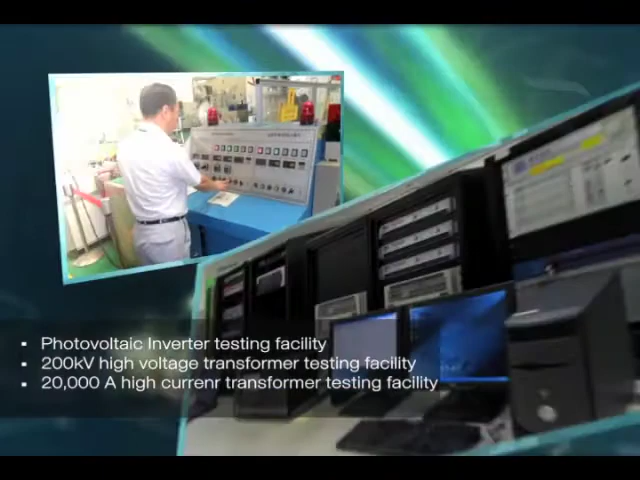 ▪ Photovoltaic Inverter testing facility
▪ 200kV high voltage transformer testing facility
▪ 20,000 A high currenr transformer testing facility